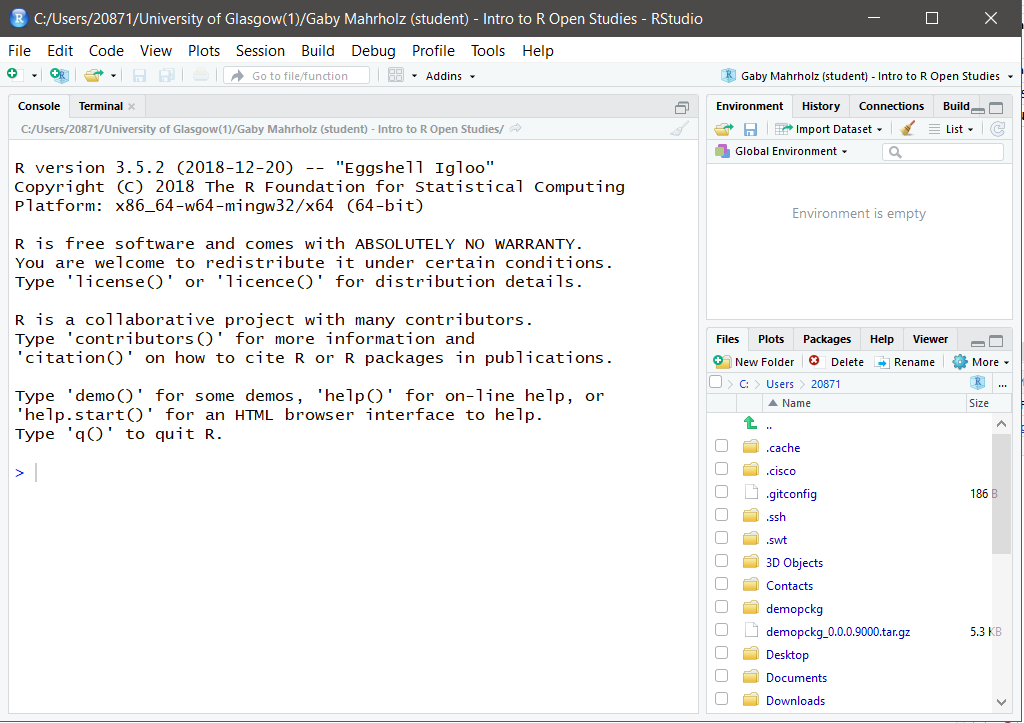 C:/Users/20871/University of Glasgow(1)/Gaby Mahrholz (student) - Intro to R Open Studies - RStudio
File Edit Code View Plots Session Build Debug Profile Tools Help
Go to file/function Addins Gaby Mahrholz (student) - Intro to R Open Studies
Console Terminal
C:/Users/20871/University of Glasgow(1)/Gaby Mahrholz (student) - Intro to R Open Studies/
R version 3.5.2 (2018-12-20) -- "Eggshell Igloo"
Copyright (C) 2018 The R Foundation for Statistical Computing
Platform: x86_64-w64-mingw32/x64 (64-bit)
R is free software and comes with ABSOLUTELY NO WARRANTY.
You are welcome to redistribute it under certain conditions.
Type 'license()' or 'licence()' for distribution details.
R is a collaborative project with many contributors.
Type 'contributors()' for more information and
'citation()' on how to cite R or R packages in publications.
Type 'demo()' for some demos, 'help()' for on-line help, or
'help.start()' for an HTML browser interface to help.
Type 'q()' to quit R.
>
Environment History Connections Build
Import Dataset List
Global Environment
Environment is empty
Files Plots Packages Help Viewer
New Folder Delete Rename More
C: Users 20871 ...
Name Size
..
.cache
.cisco
.gitconfig 186 B
.ssh
.swt
3D Objects
Contacts
demopckg
demopckg_0.0.0.9000.tar.gz 5.3 KB
Desktop
Documents
Downloads